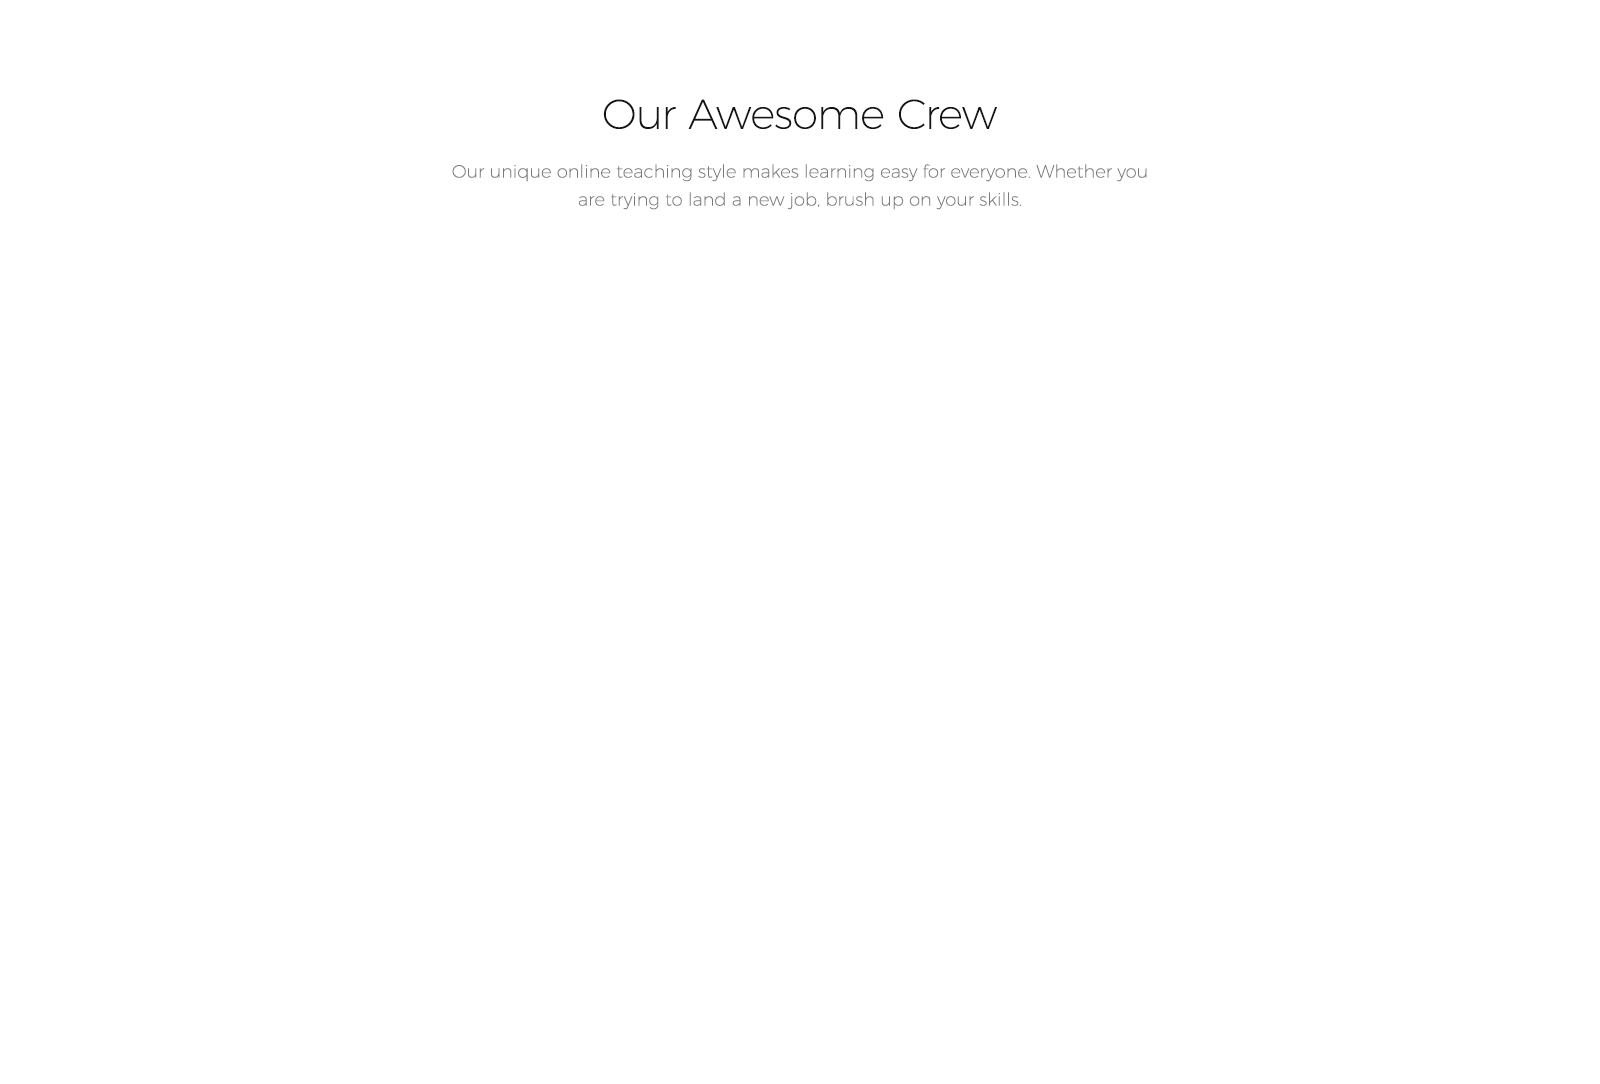 Our Awesome Crew
Our unique online teaching style makes learning easy for everyone. Whether you
are trying to land a new job, brush up on your skills.